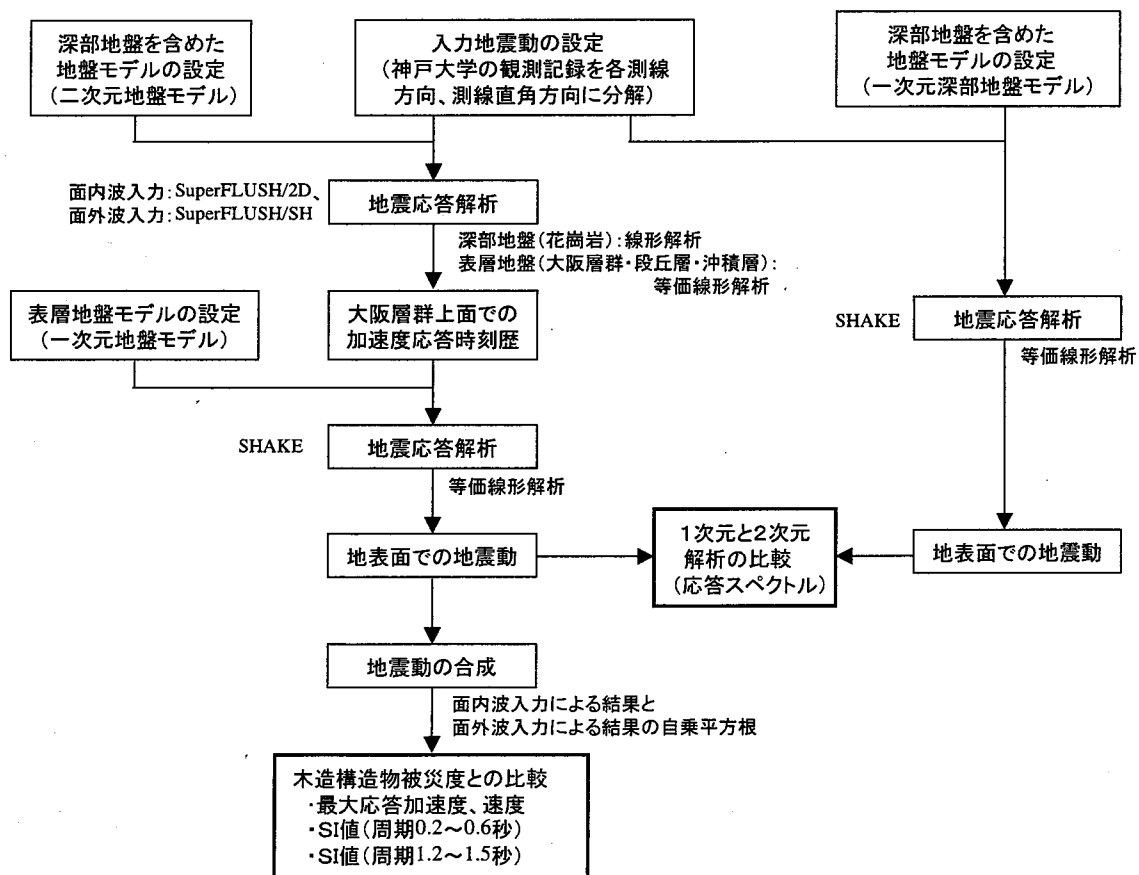 深部地盤を含めた
地盤モデルの設定
（二次元地盤モデル）
入力地震動の設定
（神戸大学の観測記録を各測線
方向、測線直角方向に分解）
深部地盤を含めた
地盤モデルの設定
（一次元深部地盤モデル）
面内波入力：SuperFLUSH/2D、
面外波入力：SuperFLUSH/SH
地震応答解析
深部地盤（花崗岩）：線形解析
表層地盤（大阪層群・段丘層・沖積層）：
等価線形解析
表層地盤モデルの設定
（一次元地盤モデル）
大阪層群上面での
加速度応答時刻歴
SHAKE
地震応答解析
等価線形解析
SHAKE
地震応答解析
等価線形解析
地表面での地震動
１次元と２次元
解析の比較
（応答スペクトル）
地表面での地震動
地震動の合成
面内波入力による結果と
面外波入力による結果の自乗平方根
木造構造物被災度との比較
・最大応答加速度、速度
・SI値（周期0.2～0.6秒）
・SI値（周期1.2～1.5秒）